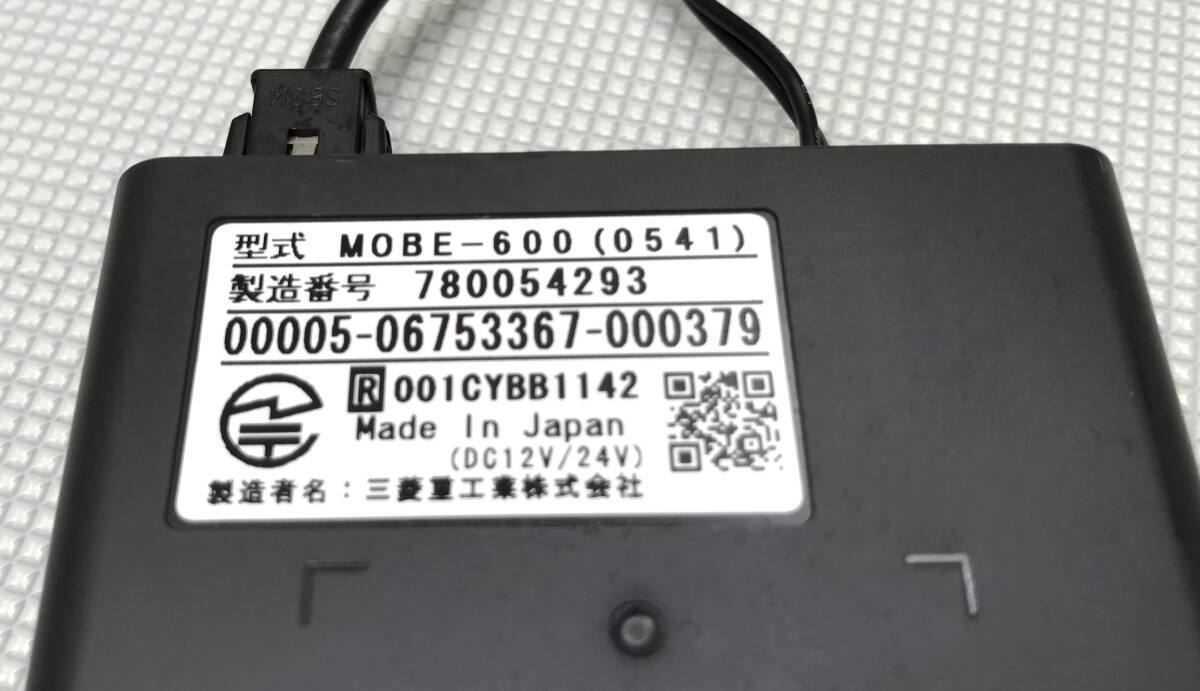 型式 MOBE-600(0541)
製造番号 780054293
00005-06753367-000379
R 001CYBB1142
Made In Japan
(DC12V/24V)
製造者名:三菱重工業株式会社